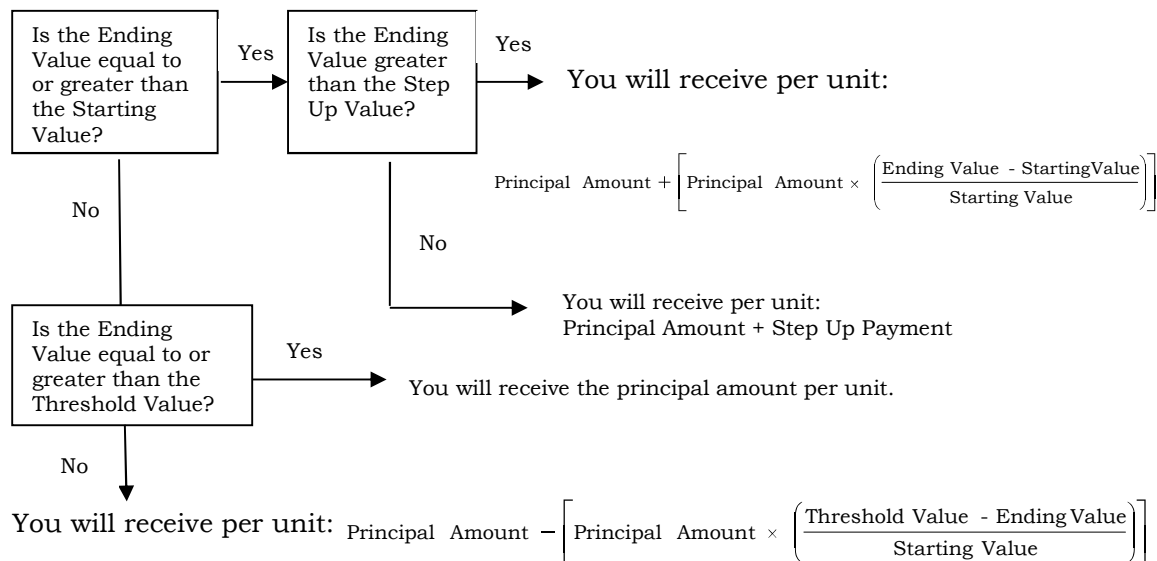 Is the Ending
Value equal to
or greater than
the Starting
Value?
Yes
Is the Ending
Value greater
than the Step
Up Value?
Yes
You will receive per unit:
Principal Amount + [Principal Amount × (Ending Value - StartingValue
Starting Value)]
No
No
You will receive per unit:
Principal Amount + Step Up Payment
Is the Ending
Value equal to or
greater than the
Threshold Value?
Yes
You will receive the principal amount per unit.
No
You will receive per unit: Principal Amount − [Principal Amount × (Threshold Value - Ending Value
Starting Value)]